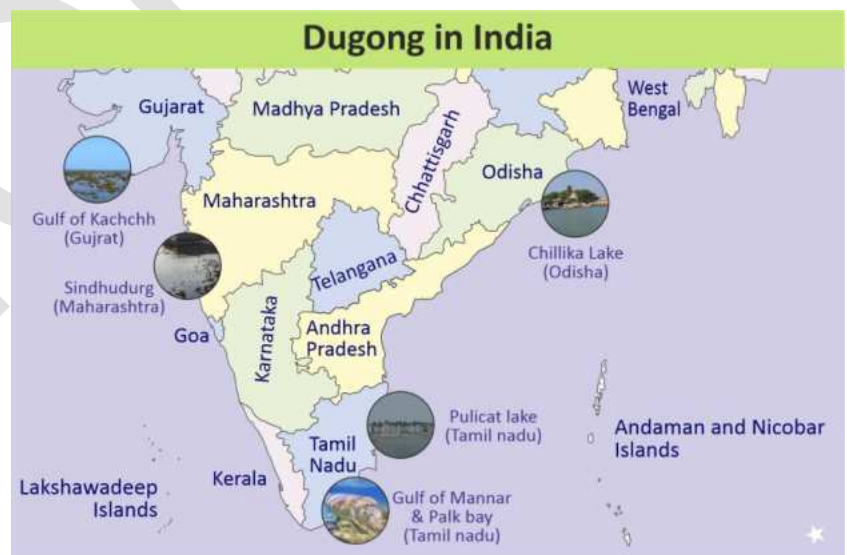 Dugong in India
Gujarat
Madhya Pradesh
West
Bengal
Chhattisgarh
Odisha
Maharashtra
Gulf of Kachchh
(Gujrat)
Chillika Lake
(Odisha)
Telangana
Sindhudurg
(Maharashtra)
Goa
Karnataka
Andhra
Pradesh
Pulicat lake
(Tamil nadu)
Andaman and Nicobar
Islands
Tamil
Nadu
Kerala
Lakshawadeep
Islands
Gulf of Mannar
& Palk bay
(Tamil nadu)